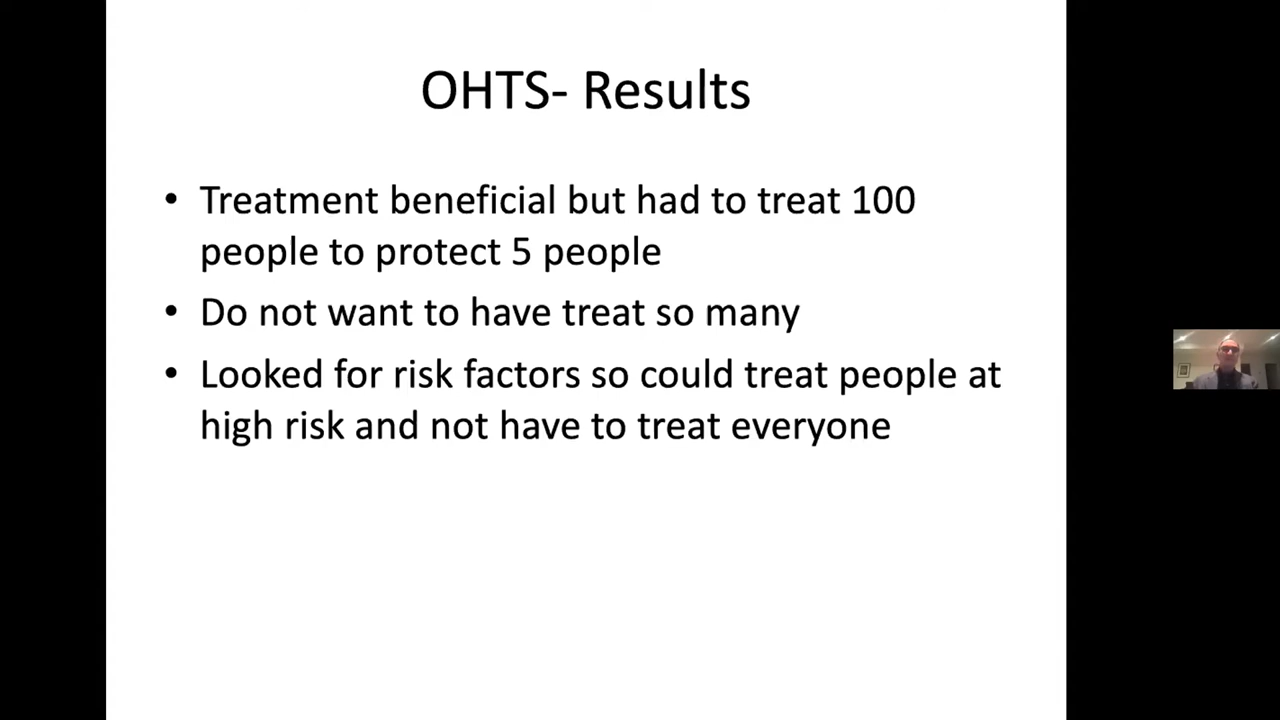 OHTS- Results
• Treatment beneficial but had to treat 100
people to protect 5 people
• Do not want to have treat so many
• Looked for risk factors so could treat people at
high risk and not have to treat everyone